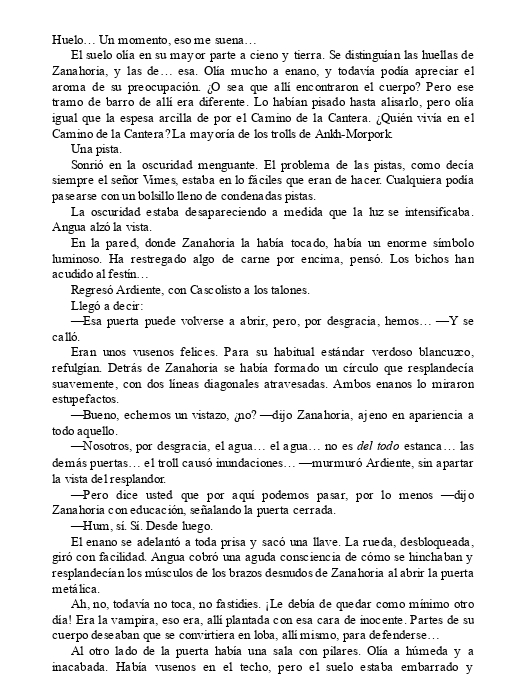 Huelo… Un momento, eso me suena…
El suelo olía en su mayor parte a cieno y tierra. Se distinguían las huellas de
Zanahoria, y las de… esa. Olía mucho a enano, y todavía podía apreciar el
aroma de su preocupación. ¿O sea que allí encontraron el cuerpo? Pero ese
tramo de barro de allí era diferente. Lo habían pisado hasta alisarlo, pero olía
igual que la espesa arcilla de por el Camino de la Cantera. ¿Quién vivía en el
Camino de la Cantera? La mayoría de los trolls de Ankh-Morpork.
Una pista.
Sonrió en la oscuridad menguante. El problema de las pistas, como decía
siempre el señor Vimes, estaba en lo fáciles que eran de hacer. Cualquiera podía
pasearse con un bolsillo lleno de condenadas pistas.
La oscuridad estaba desapareciendo a medida que la luz se intensificaba.
Angua alzó la vista.
En la pared, donde Zanahoria la había tocado, había un enorme símbolo
luminoso. Ha restregado algo de carne por encima, pensó. Los bichos han
acudido al festín…
Regresó Ardiente, con Cascolisto a los talones.
Llegó a decir:
—Esa puerta puede volverse a abrir, pero, por desgracia, hemos… —Y se
calló.
Eran unos vusenos felices. Para su habitual estándar verdoso blancuzco,
refulgían. Detrás de Zanahoria se había formado un círculo que resplandecía
suavemente, con dos líneas diagonales atravesadas. Ambos enanos lo miraron
estupefactos.
—Bueno, echemos un vistazo, ¿no? —dijo Zanahoria, ajeno en apariencia a
todo aquello.
—Nosotros, por desgracia, el agua… el agua… no es del todo estanca… las
demás puertas… el troll causó inundaciones… —murmuró Ardiente, sin apartar
la vista del resplandor.
—Pero dice usted que por aquí podemos pasar, por lo menos —dijo
Zanahoria con educación, señalando la puerta cerrada.
—Hum, sí. Sí. Desde luego.
El enano se adelantó a toda prisa y sacó una llave. La rueda, desbloqueada,
giró con facilidad. Angua cobró una aguda consciencia de cómo se hinchaban y
resplandecían los músculos de los brazos desnudos de Zanahoria al abrir la puerta
metálica.
Ah, no, todavía no toca, no fastidies. ¡Le debía de quedar como mínimo otro
día! Era la vampira, eso era, allí plantada con esa cara de inocente. Partes de su
cuerpo deseaban que se convirtiera en loba, allí mismo, para defenderse…
Al otro lado de la puerta había una sala con pilares. Olía a húmeda y a
inacabada. Había vusenos en el techo, pero el suelo estaba embarrado y